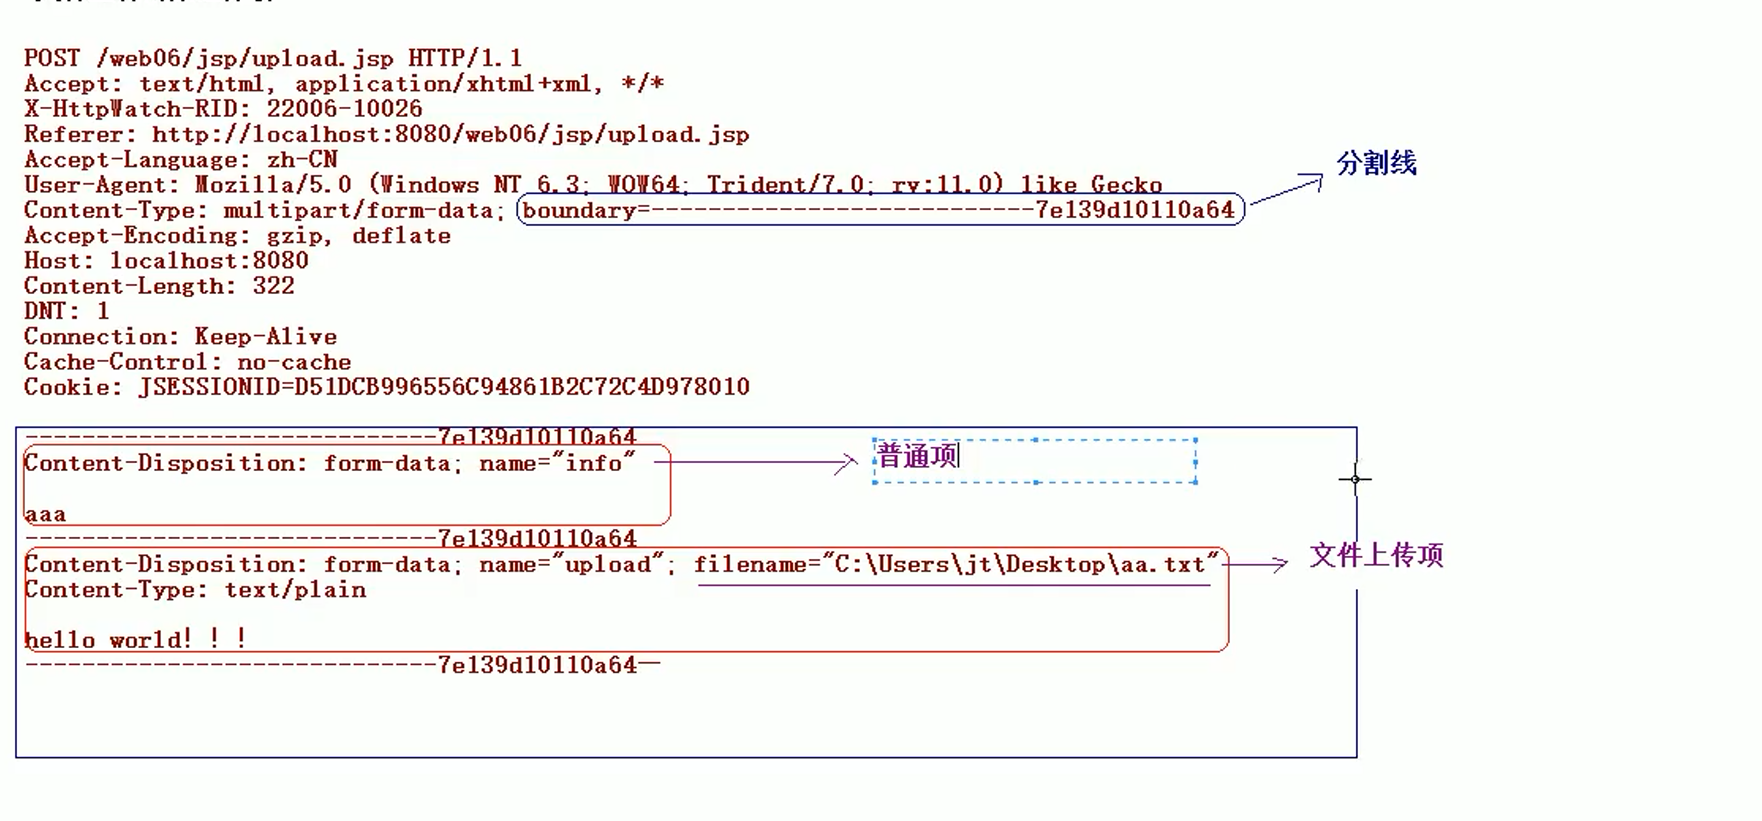 POST /web06/jsp/upload.jsp HTTP/1.1
Accept: text/html, application/xhtml+xml, */*
X-HttpWatch-RID: 22006-10026
Referer: http://localhost:8080/web06/jsp/upload.jsp
Accept-Language: zh-CN
分割线
User-Agent: Mozilla/5.0 (Windows NT 6.3; WOW64; Trident/7.0; rv:11.0) like Gecko
Content-Type: multipart/form-data; boundary=---------------------------7e139d10110a64
Accept-Encoding: gzip, deflate
Host: localhost:8080
Content-Length: 322
DNT: 1
Connection: Keep-Alive
Cache-Control: no-cache
Cookie: JSESSIONID=D51DCB996556C94861B2C72C4D978010
-----------------------------7e139d10110a64
Content-Disposition: form-data; name="info"
普通项
aaa
-----------------------------7e139d10110a64
Content-Disposition: form-data; name="upload"; filename="C:\Users\jt\Desktop\aa.txt"
文件上传项
Content-Type: text/plain
hello world!!!
-----------------------------7e139d10110a64—